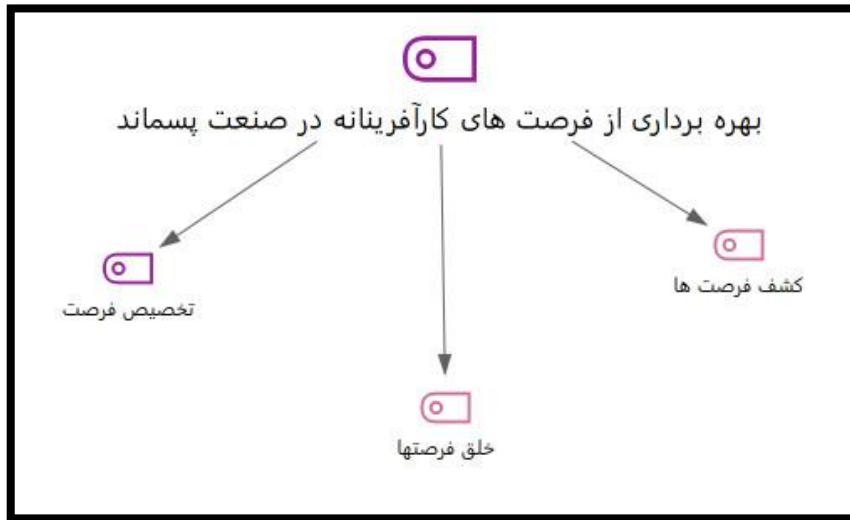 بهره برداری از فرصت های کارآفرینانه در صنعت پسماند
کشف فرصت ها
تخصیص فرصت
خلق فرصتها